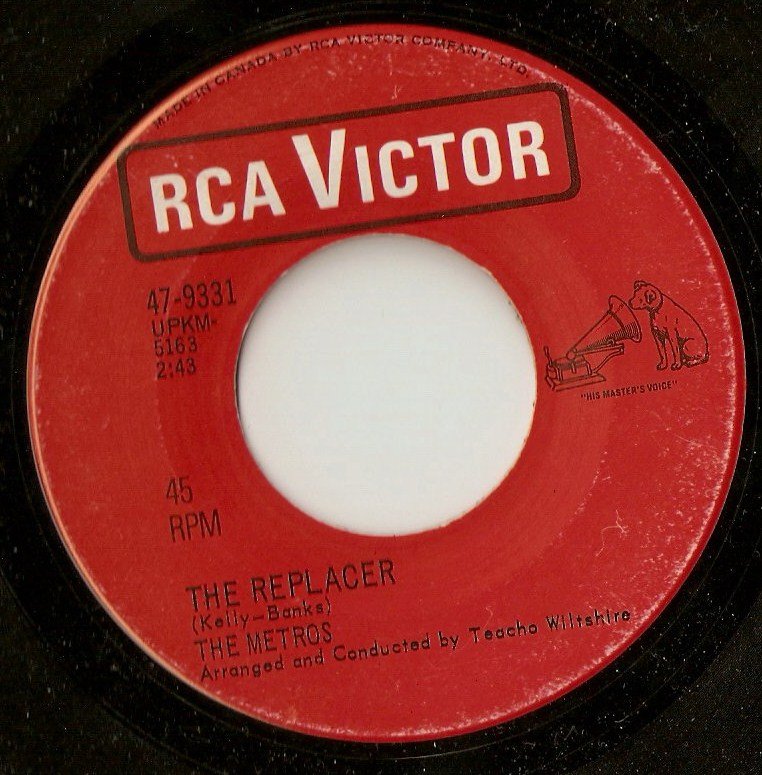 MADE IN CANADA BY RCA VICTOR COMPANY, LTD.
RCA VICTOR
47-9331
UPKM-
5163
2:43
"HIS MASTER'S VOICE"
45
RPM
THE REPLACER
(Kelly-Banks)
THE METROS
Arranged and Conducted by Teacho Wiltshire